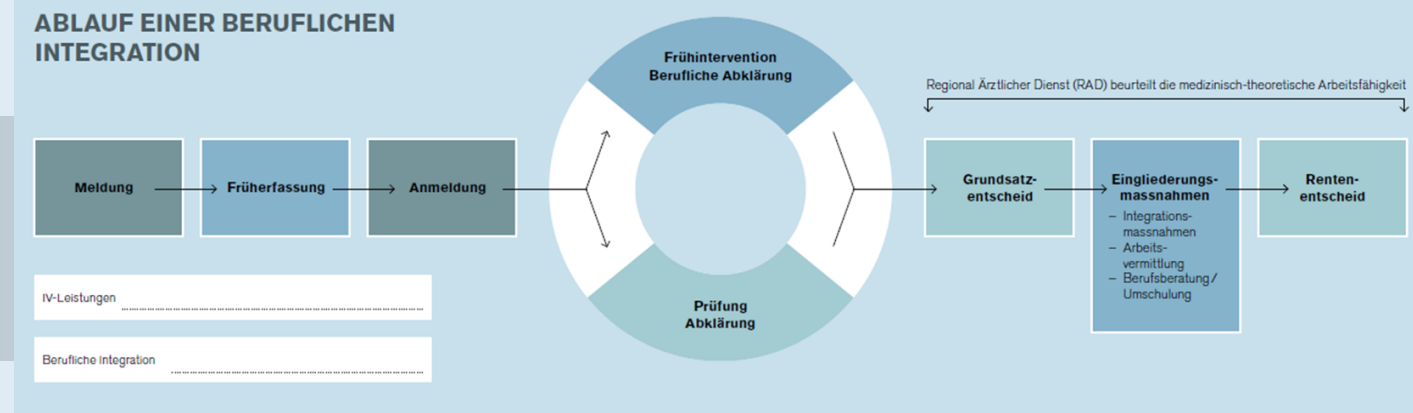 ABLAUF EINER BERUFLICHEN
INTEGRATION
Meldung
Früherfassung
Anmeldung
Frühintervention
Berufliche Abklärung
Prüfung
Abklärung
Regional Ärztlicher Dienst (RAD) beurteilt die medizinisch-theoretische Arbeitsfähigkeit
Grundsatz-
entscheid
Eingliederungs-
massnahmen
– Integrations-
massnahmen
– Arbeits-
vermittlung
– Berufsberatung/
Umschulung
Renten-
entscheid
IV-Leistungen
Berufliche Integration